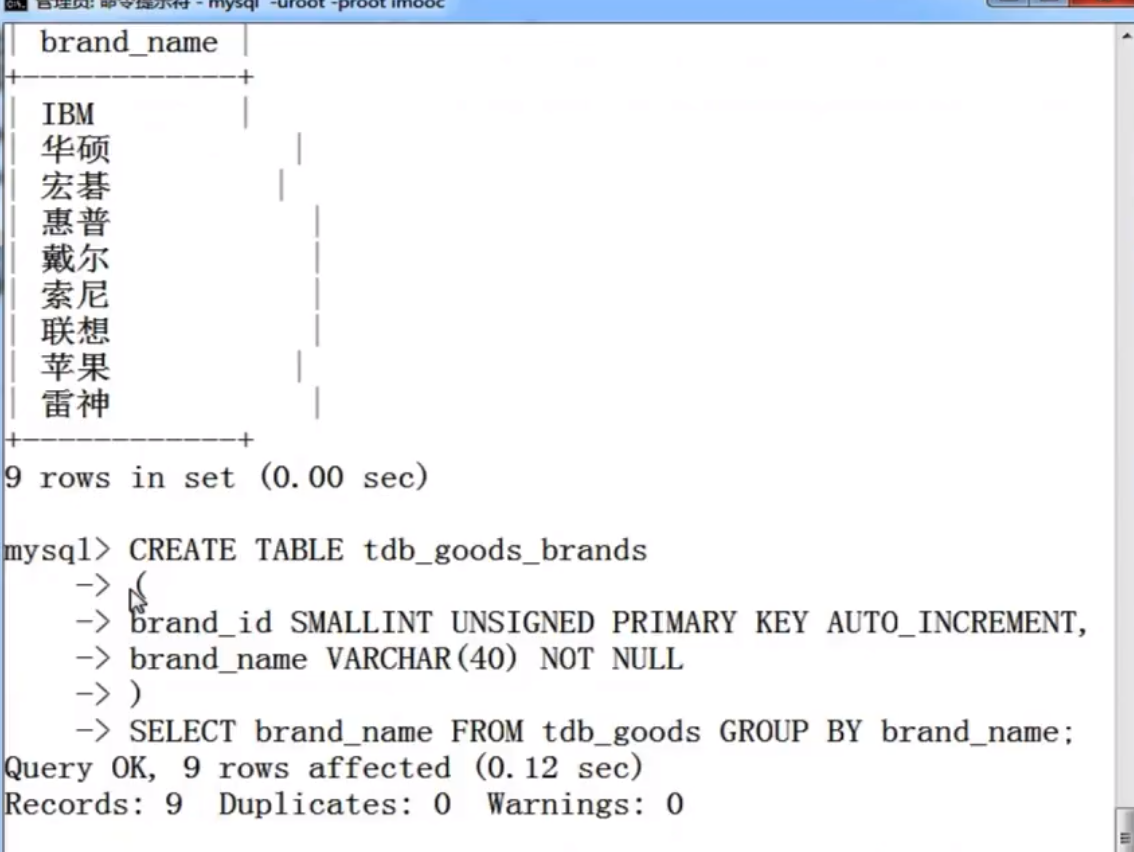 管理员: 命令提示符 - mysql -uroot -proot imooc
| brand_name |
+------------+
| IBM |
| 华硕 |
| 宏碁 |
| 惠普 |
| 戴尔 |
| 索尼 |
| 联想 |
| 苹果 |
| 雷神 |
+------------+
9 rows in set (0.00 sec)
mysql> CREATE TABLE tdb_goods_brands
-> (
-> brand_id SMALLINT UNSIGNED PRIMARY KEY AUTO_INCREMENT,
-> brand_name VARCHAR(40) NOT NULL
-> )
-> SELECT brand_name FROM tdb_goods GROUP BY brand_name;
Query OK, 9 rows affected (0.12 sec)
Records: 9  Duplicates: 0  Warnings: 0